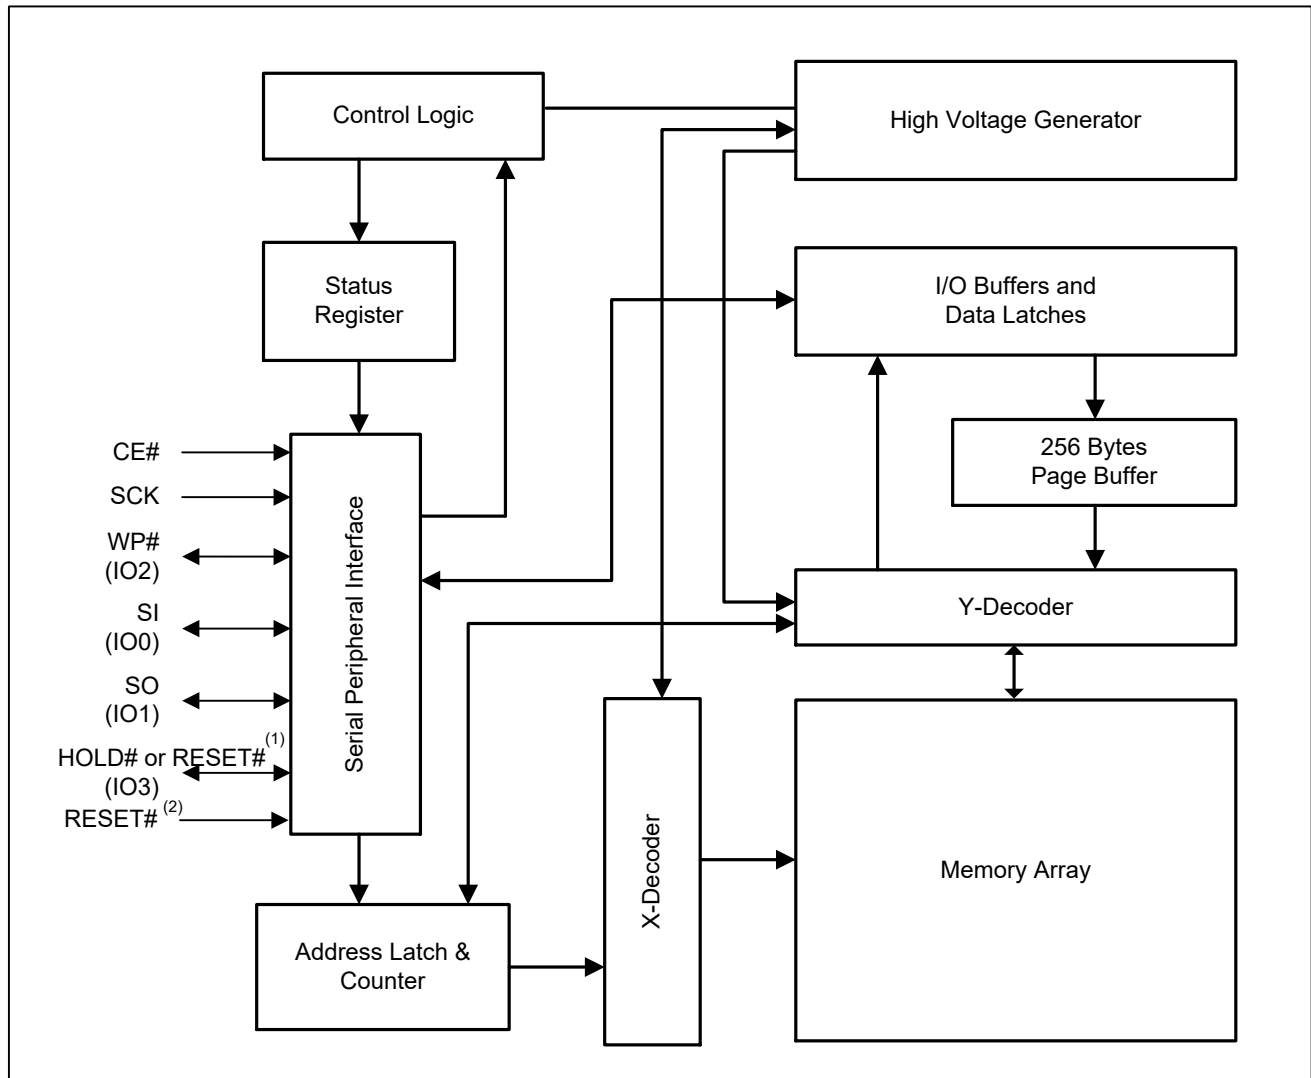 Control Logic
High Voltage Generator
Status
Register
I/O Buffers and
Data Latches
256 Bytes
Page Buffer
CE#
SCK
WP#
(IO2)
SI
(IO0)
SO
(IO1)
HOLD# or RESET# (1)
(IO3)
RESET# (2)
Serial Peripheral Interface
Y-Decoder
X-Decoder
Memory Array
Address Latch &
Counter